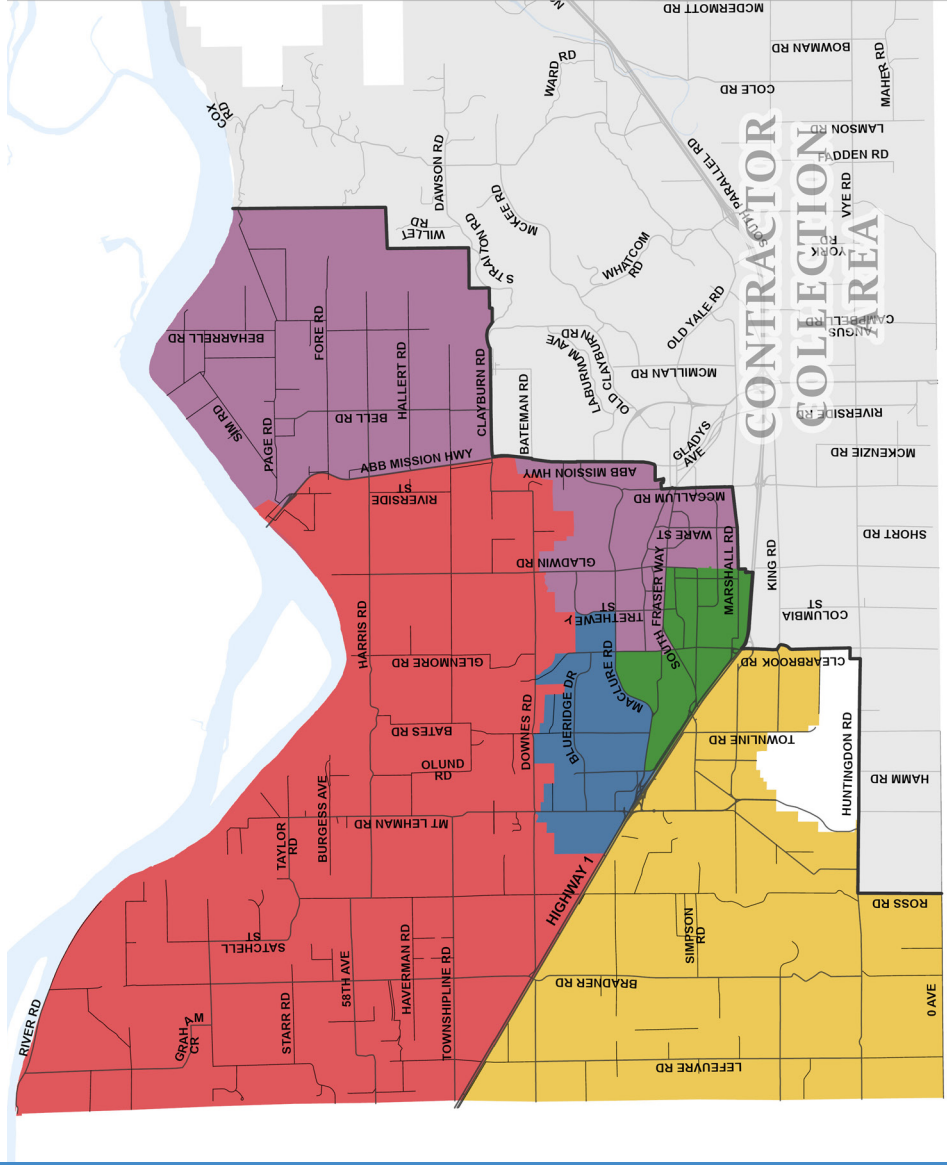 MCDERMOTT RD
BOWMAN RD
WARD RD
MAHER RD
COLE RD
COX
RD
LAMSON RD
FADDEN RD
DAWSON RD
SOUTH PARALLEL RD
VYE RD
MCKEE RD
WILLET
RD
STRAITON RD
YORK
RD
WHATCOM
RD
CONTRACTOR
COLLECTION
AREA
OLD YALE RD
CAMPBELL RD
ANGUS
FORE RD
BEHARRELL RD
HALLERT RD
CLAYBURN RD
LABURNUM AVE
OLD CLAYBURN RD
MCMILLAN RD
BATEMAN RD
SIM RD
PAGE RD
BELL RD
RIVERSIDE RD
GLADYS
AVE
MCKENZIE RD
ABB MISSION HWY
ABB MISSION HWY
RIVERSIDE
ST
MCCALLUM RD
WARE ST
SHORT RD
GLADWIN RD
SOUTH FRASER WAY
MARSHALL RD
KING RD
TRETHEWEY
ST
COLUMBIA
ST
HARRIS RD
GLENMORE RD
CLEARBROOK RD
MACLURE RD
BLUERIDGE DR
DOWNES RD
BATES RD
TOWNLINE RD
HUNTINGDON RD
OLUND
RD
HAMM RD
BURGESS AVE
TAYLOR
RD
MT LEHMAN RD
HIGHWAY 1
ROSS RD
SIMPSON
RD
SATCHELL
ST
58TH AVE
HAVERMAN RD
TOWNSHIPLINE RD
BRADNER RD
0 AVE
RIVER RD
GRAHAM
CR
STARR RD
LEFEUVRE RD